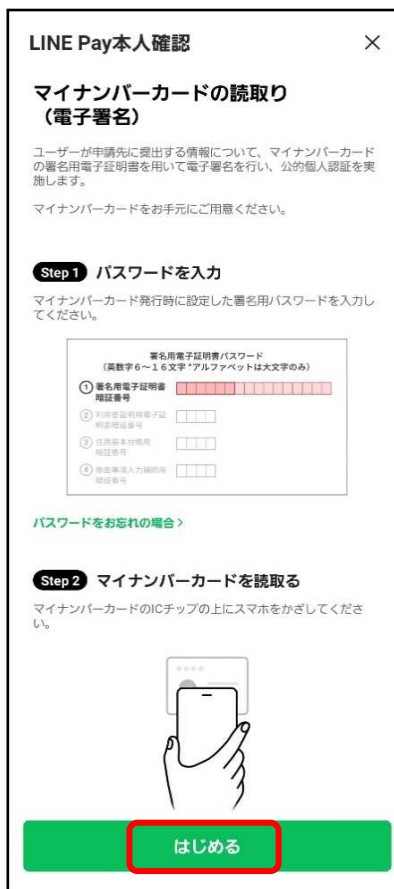 LINE Pay本人確認
マイナンバーカードの読取り
（電子署名）
ユーザーが申請先に提出する情報について、マイナンバーカード
の署名用電子証明書を用いて電子署名を行い、公的個人認証を実
施します。
マイナンバーカードをお手元にご用意ください。
Step 1 パスワードを入力
マイナンバーカード発行時に設定した署名用パスワードを入力し
てください。
署名用電子証明書パスワード
（英数字６～１６文字 *アルファベットは大文字のみ）
① 署名用電子証明書
暗証番号
② 利用者証明用電子証
明書暗証番号
③ 住民基本台帳用
暗証番号
④ 券面事項入力補助用
暗証番号
パスワードをお忘れの場合 >
Step 2 マイナンバーカードを読取る
マイナンバーカードのICチップの上にスマホをかざしてくださ
い。
はじめる